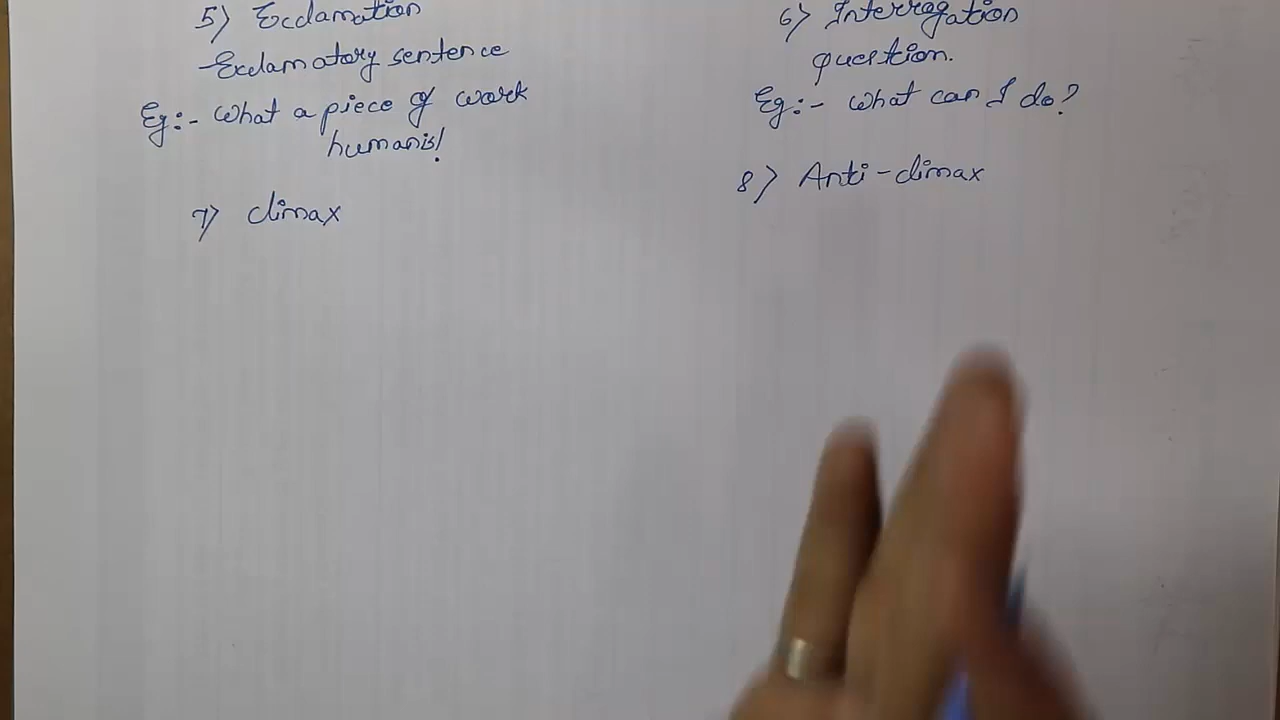 5) Exclamation
- Exclamatory sentence
Eg:- What a piece of work
human is!
6) Interrogation
question.
Eg:- What can I do?
7) climax
8) Anti-climax